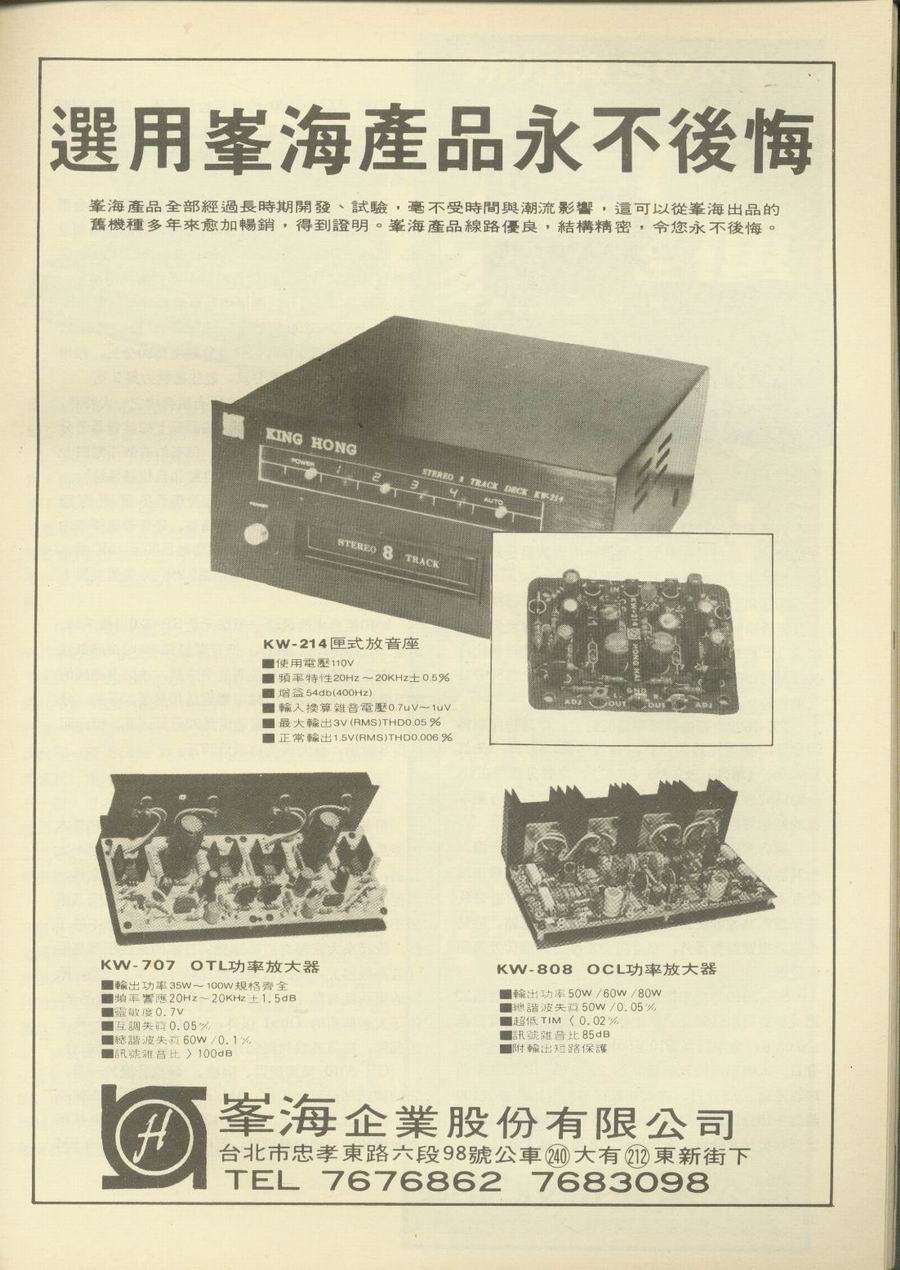 選用峯海產品永不後悔
峯海產品全部經過長時期開發、試驗，毫不受時間與潮流影響，這可以從峯海出品的
舊機種多年來愈加暢銷，得到證明。峯海產品線路優良，結構精密，令您永不後悔。
KING HONG
POWER 1 2 3 4 AUTO
STEREO 8 TRACK DECK KW-214
POWER
STEREO 8 TRACK
KW-214
HONG HAI
ADJ OUT GND OUT ADJ
KW-214匣式放音座
■使用電壓110V
■頻率特性20Hz～20KHz±0.5%
■增益54db(400Hz)
■輸入換算雜音電壓0.7uV～1uV
■最大輸出3V(RMS)THD0.05%
■正常輸出1.5V(RMS)THD0.006%
KW-707 OTL功率放大器
■輸出功率35W～100W規格齊全
■頻率響應20Hz～20KHz±1.5dB
■靈敏度0.7V
■互調失真0.05%
■總諧波失真60W/0.1%
■訊號雜音比〉100dB
KW-808 OCL功率放大器
■輸出功率50W/60W/80W
■總諧波失真50W/0.05%
■超低TIM〈0.02%
■訊號雜音比85dB
■附輸出短路保護
H
峯海企業股份有限公司
台北市忠孝東路六段98號公車240大有212東新街下
TEL 7676862 7683098